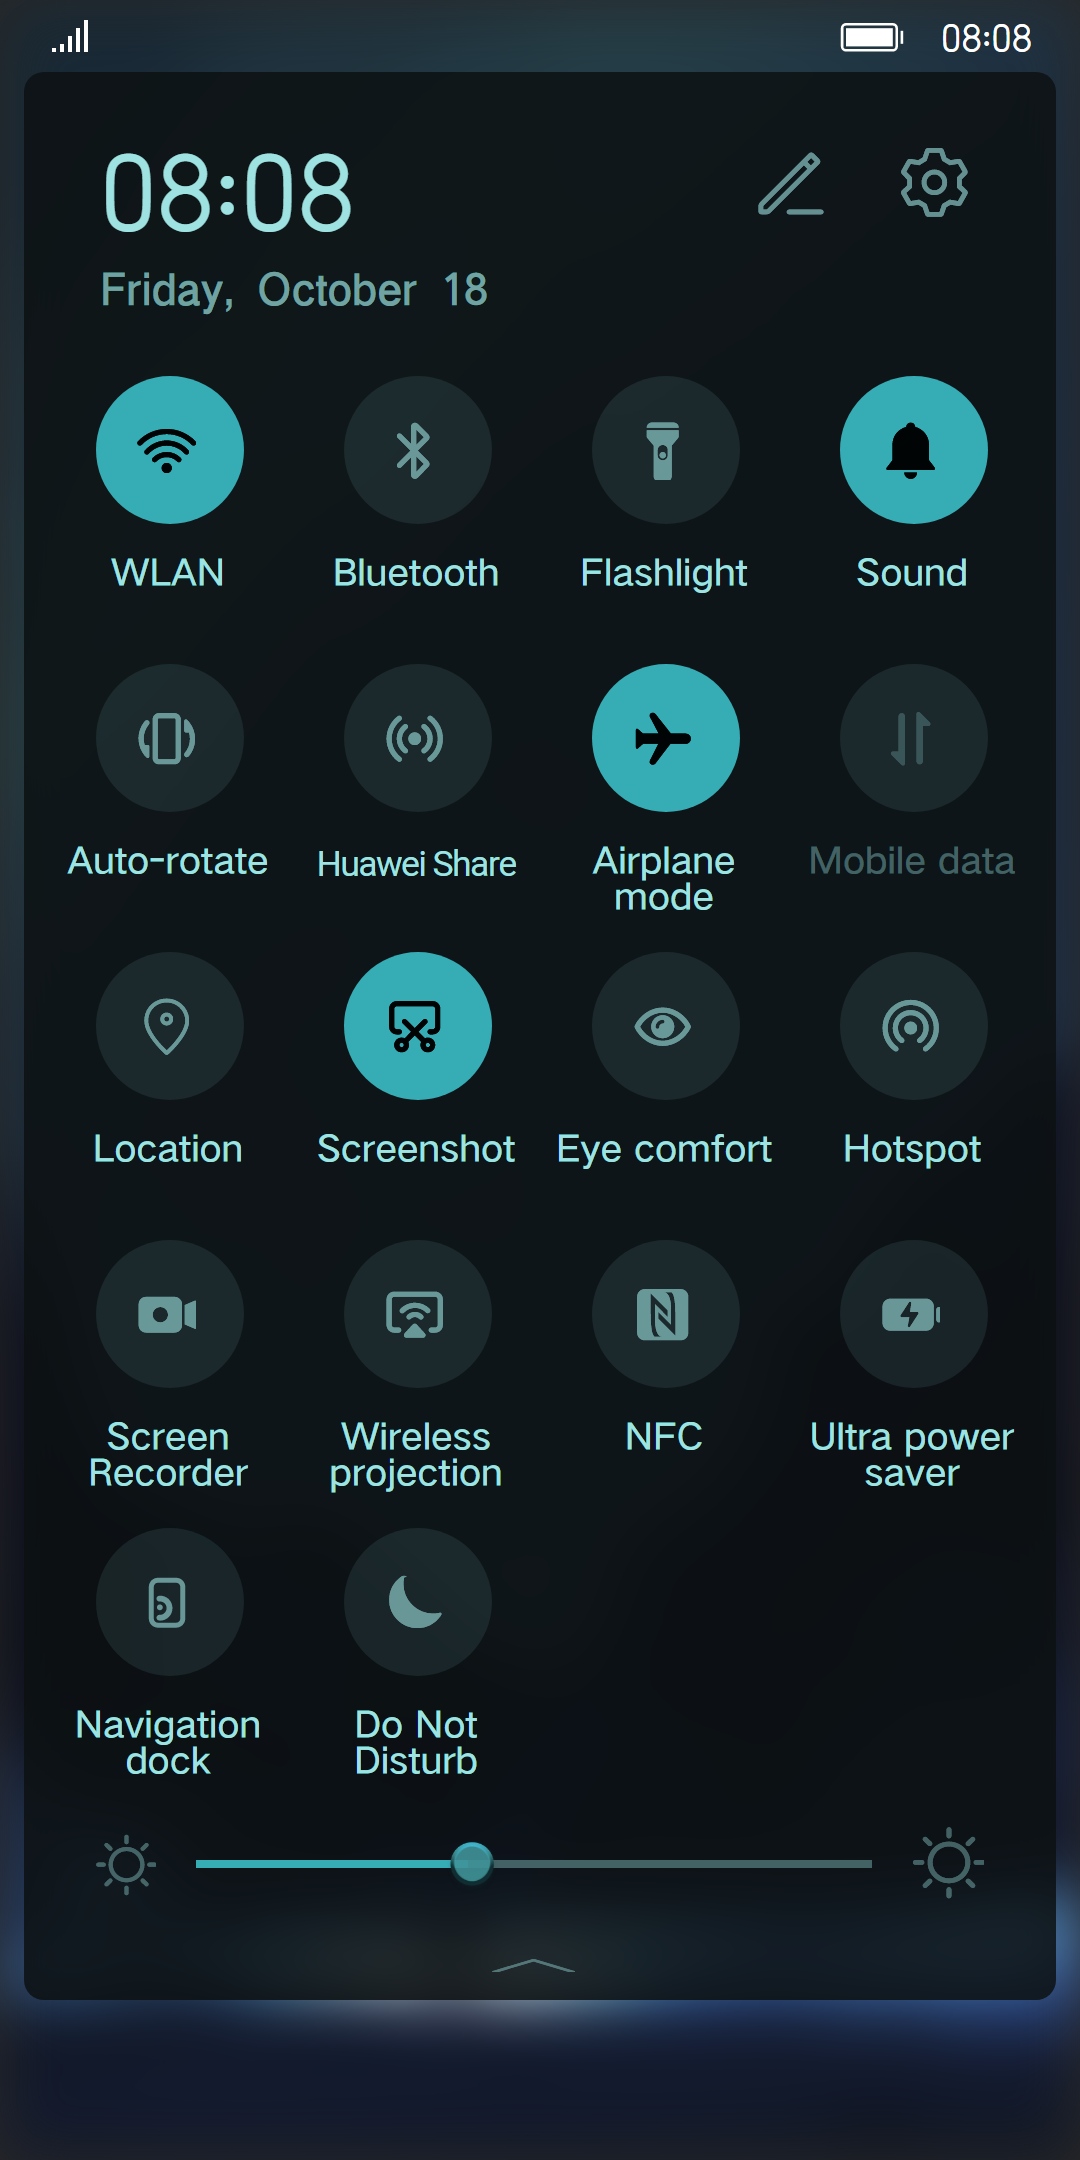 08:08
08:08
Friday, October 18
WLAN Bluetooth Flashlight Sound
Auto-rotate Huawei Share Airplane mode Mobile data
Location Screenshot Eye comfort Hotspot
Screen Recorder Wireless projection NFC Ultra power saver
Navigation dock Do Not Disturb